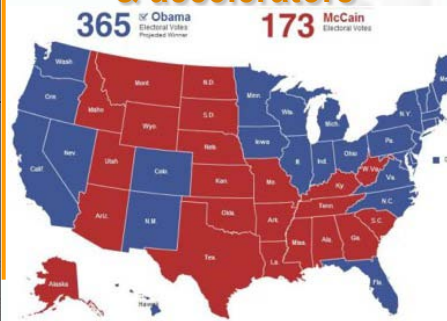 & accelerators
365 Obama
Electoral Votes
Projected Winner
173 McCain
Electoral Votes
Wash
Mont.
N.D.
Minn.
Ore.
Idaho
S.D.
Wis.
Mich.
N.Y.
Wyo.
Iowa
Neb.
Pa.
Nev.
Utah
Ill.
Ind.
Ohio
Calif.
Colo.
W.Va.
Va.
Kan.
Mo.
Ky.
N.C.
Ariz.
N.M.
Okla.
Ark.
Tenn.
S.C.
Miss.
Ala.
Ga.
Tex.
La.
Alaska
Hawaii
Fla.